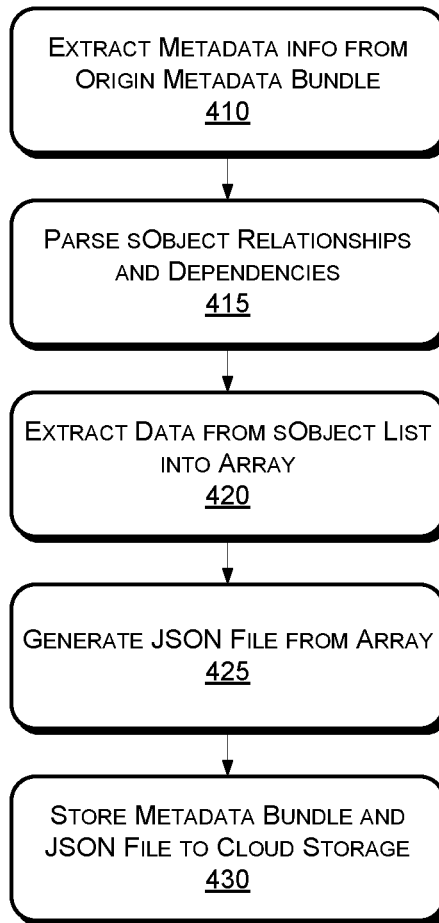 EXTRACT METADATA INFO FROM
ORIGIN METADATA BUNDLE
410
PARSE SOBJECT RELATIONSHIPS
AND DEPENDENCIES
415
EXTRACT DATA FROM SOBJECT LIST
INTO ARRAY
420
GENERATE JSON FILE FROM ARRAY
425
STORE METADATA BUNDLE AND
JSON FILE TO CLOUD STORAGE
430